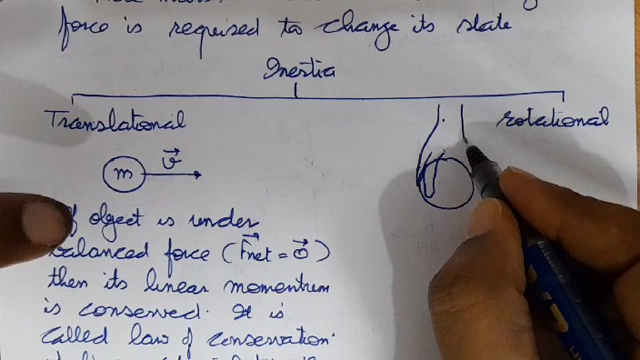 force is required to change its state
Inertia
Translational
rotational
m
v
object is under
balanced force (Fnet = 0)
then its linear momentum
is conserved. It is
called law of conservation